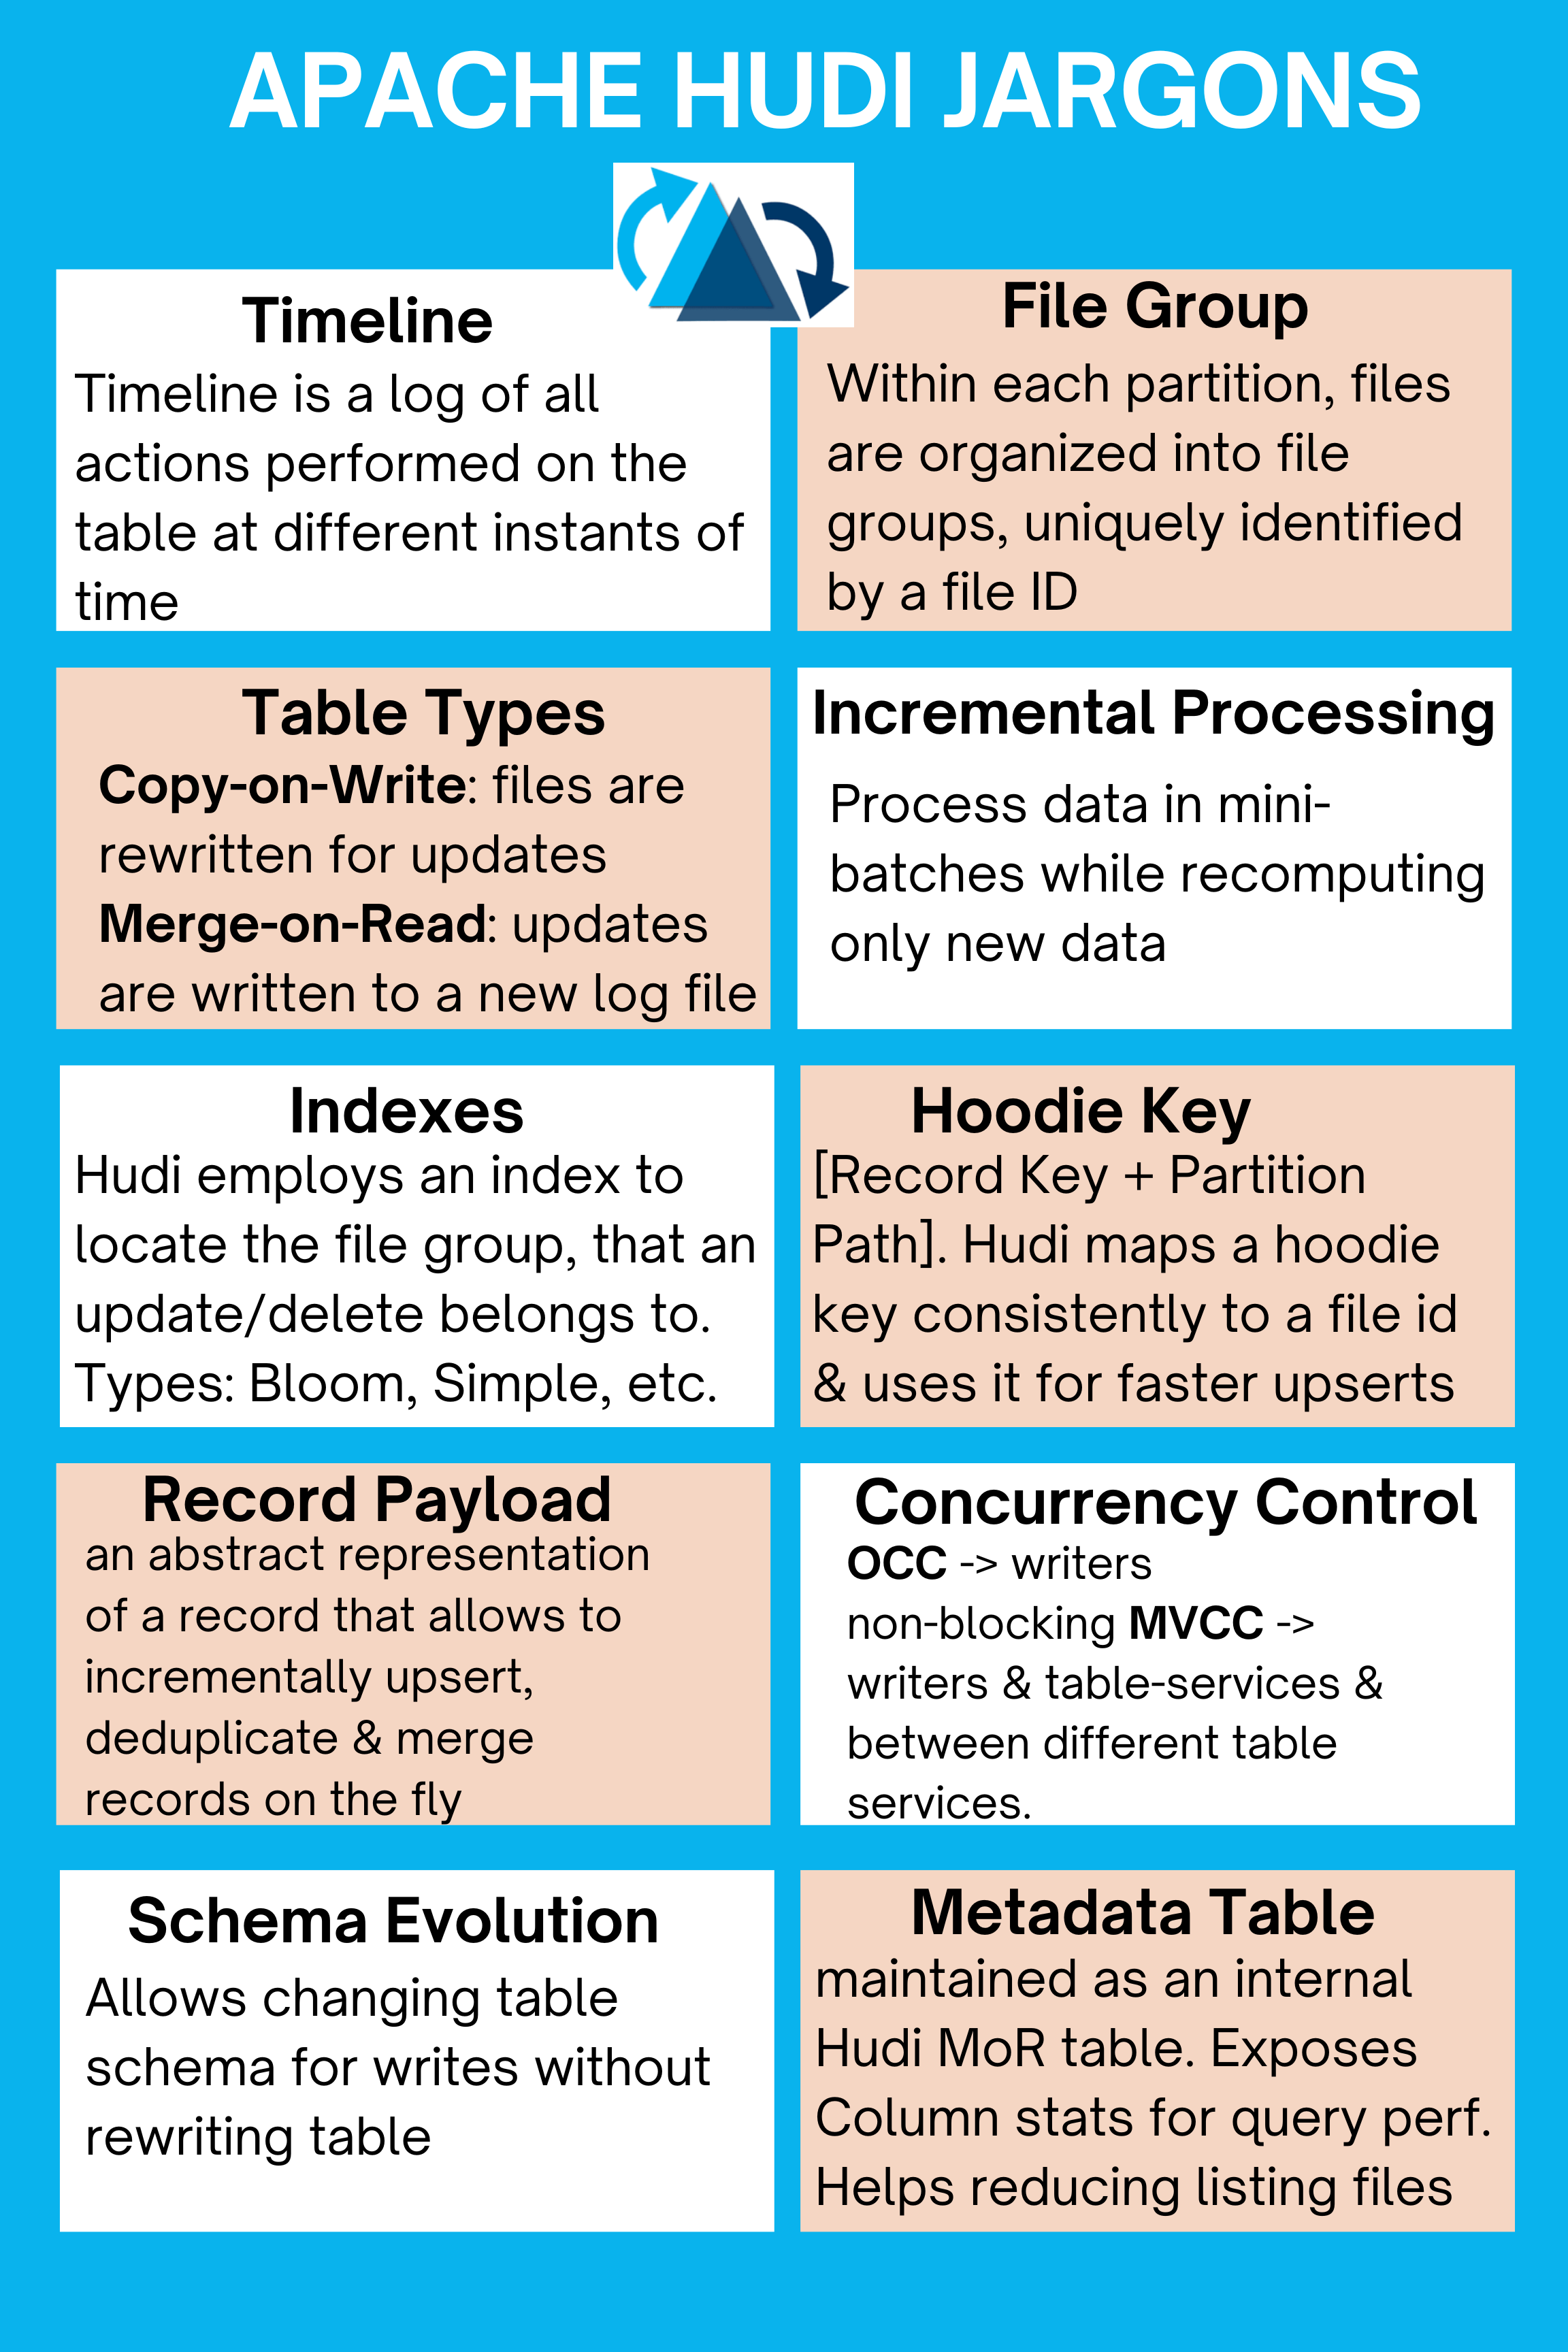 APACHE HUDI JARGONS
Timeline
Timeline is a log of all
actions performed on the
table at different instants of
time
File Group
Within each partition, files
are organized into file
groups, uniquely identified
by a file ID
Table Types
Copy-on-Write: files are
rewritten for updates
Merge-on-Read: updates
are written to a new log file
Incremental Processing
Process data in mini-
batches while recomputing
only new data
Indexes
Hudi employs an index to
locate the file group, that an
update/delete belongs to.
Types: Bloom, Simple, etc.
Hoodie Key
[Record Key + Partition
Path]. Hudi maps a hoodie
key consistently to a file id
& uses it for faster upserts
Record Payload
an abstract representation
of a record that allows to
incrementally upsert,
deduplicate & merge
records on the fly
Concurrency Control
OCC -> writers
non-blocking MVCC ->
writers & table-services &
between different table
services.
Schema Evolution
Allows changing table
schema for writes without
rewriting table
Metadata Table
maintained as an internal
Hudi MoR table. Exposes
Column stats for query perf.
Helps reducing listing files